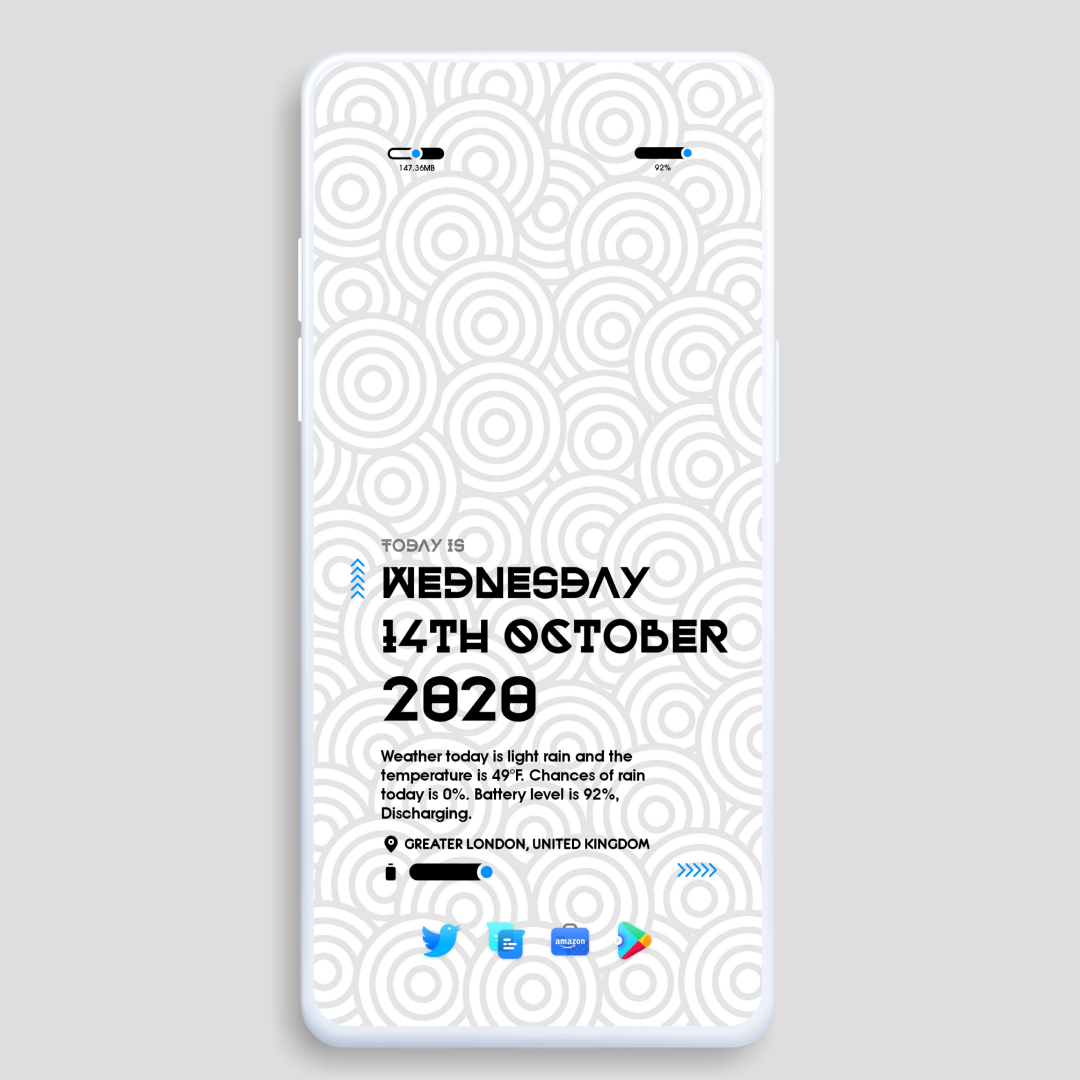 147.36MB
92%
TODAY IS
WEDNESDAY
14TH OCTOBER
2020
Weather today is light rain and the
temperature is 49°F. Chances of rain
today is 0%. Battery level is 92%,
Discharging.
GREATER LONDON, UNITED KINGDOM
amazon